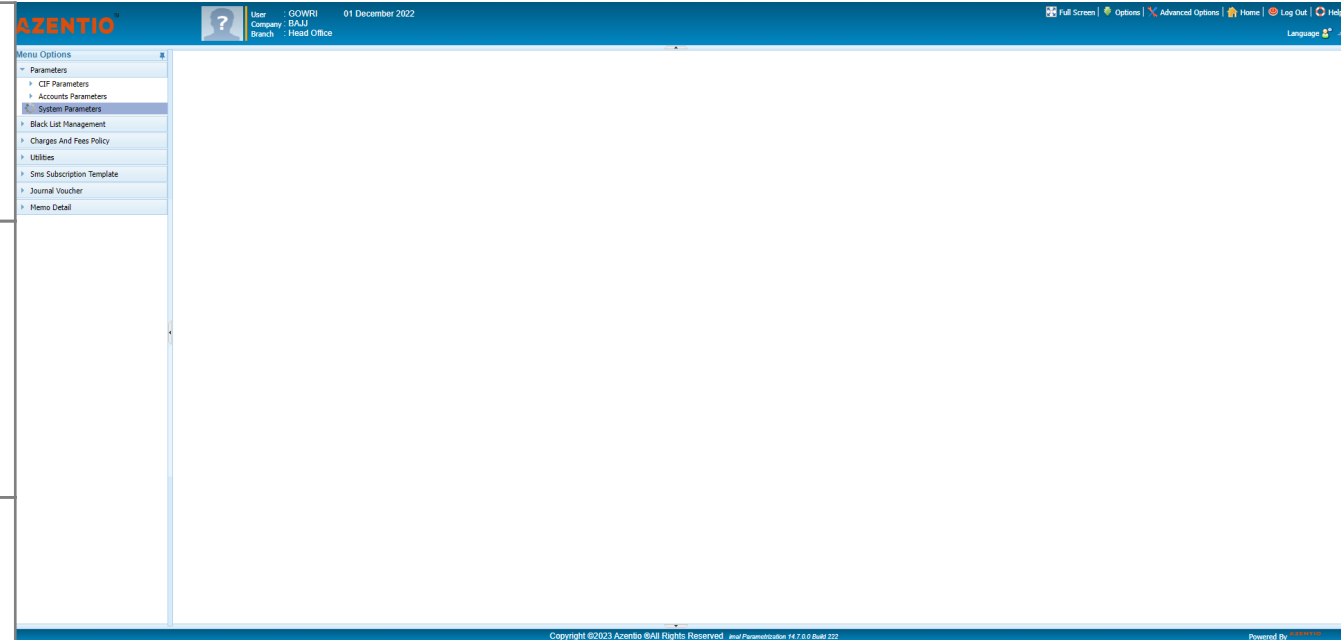 AZENTIO
User : GOWRI 01 December 2022
Company : BAJJ
Branch : Head Office
Full Screen | Options | Advanced Options | Home | Log Out | Help
Language
Menu Options
Parameters
CIF Parameters
Accounts Parameters
System Parameters
Black List Management
Charges And Fees Policy
Utilities
Sms Subscription Template
Journal Voucher
Memo Detail
Copyright ©2023 Azentio ®All Rights Reserved imal Parametrization 14.7.0.0 Build 222
Powered By AZENTIO